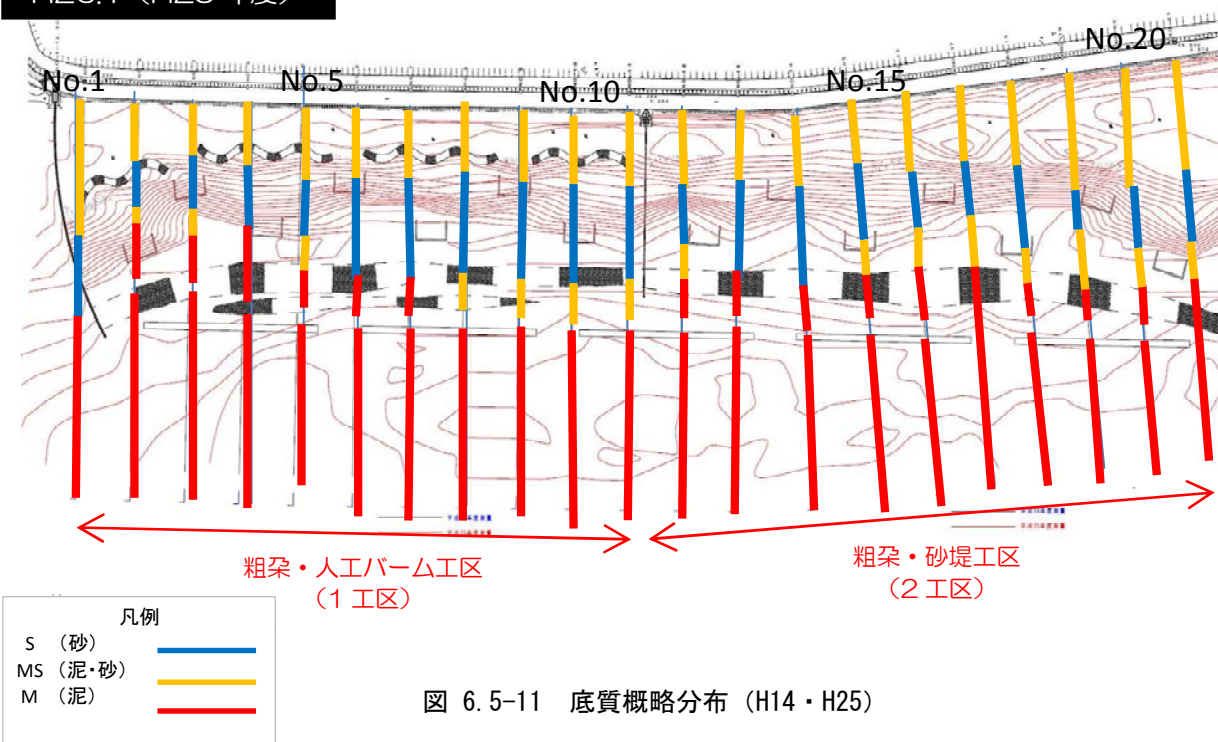 No.1
No.5
No.10
No.15
No.20
粗朶・人工バーム工区
（1 工区）
粗朶・砂堤工区
（2 工区）
凡例
S （砂）
MS （泥・砂）
M （泥）
図 6.5-11 底質概略分布（H14・H25）